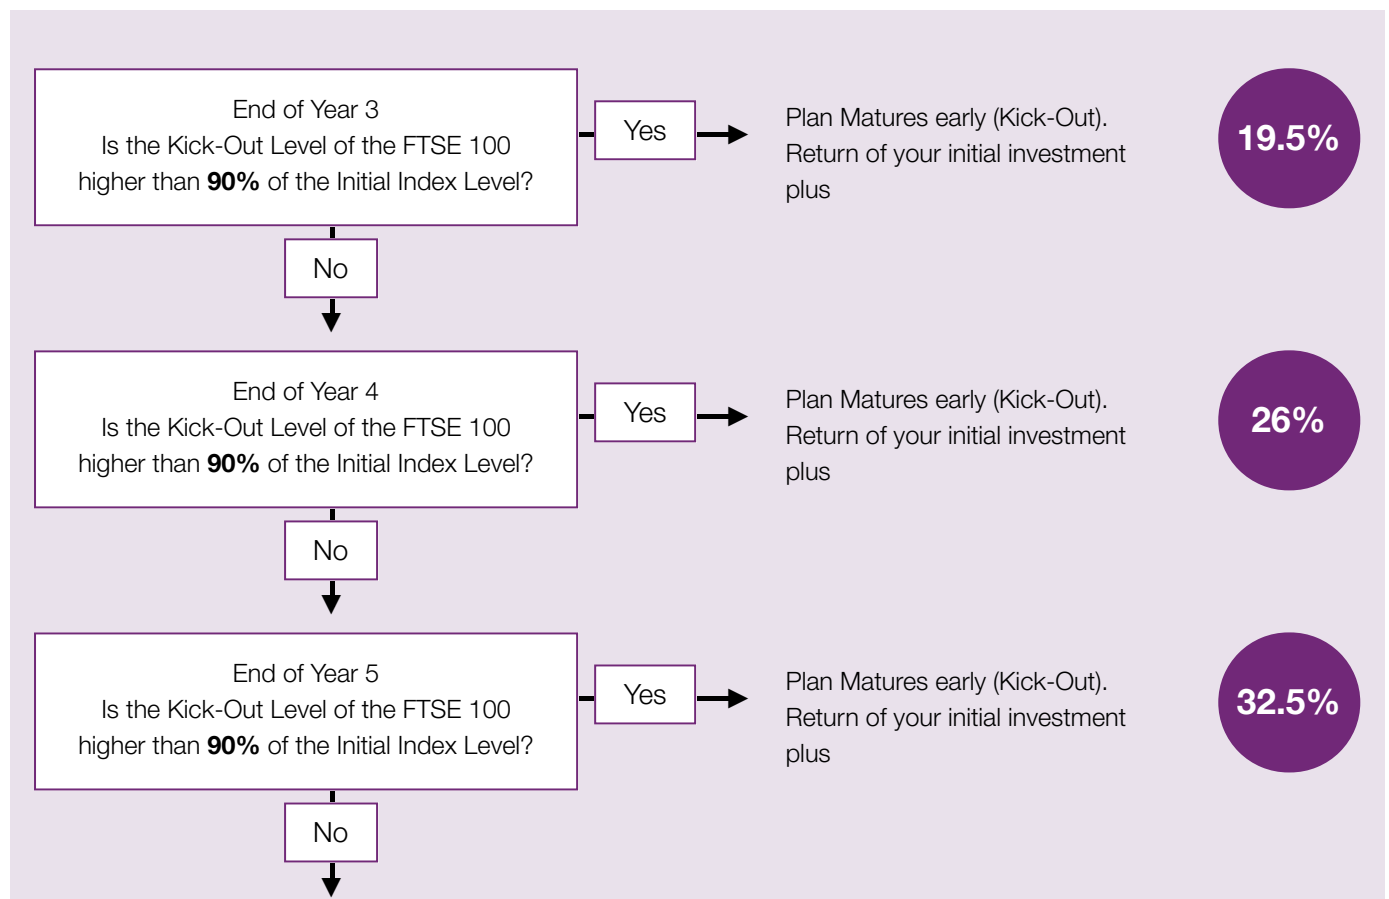 End of Year 3
Is the Kick-Out Level of the FTSE 100
higher than 90% of the Initial Index Level?
Yes
Plan Matures early (Kick-Out).
Return of your initial investment
plus
19.5%
No
End of Year 4
Is the Kick-Out Level of the FTSE 100
higher than 90% of the Initial Index Level?
Yes
Plan Matures early (Kick-Out).
Return of your initial investment
plus
26%
No
End of Year 5
Is the Kick-Out Level of the FTSE 100
higher than 90% of the Initial Index Level?
Yes
Plan Matures early (Kick-Out).
Return of your initial investment
plus
32.5%
No